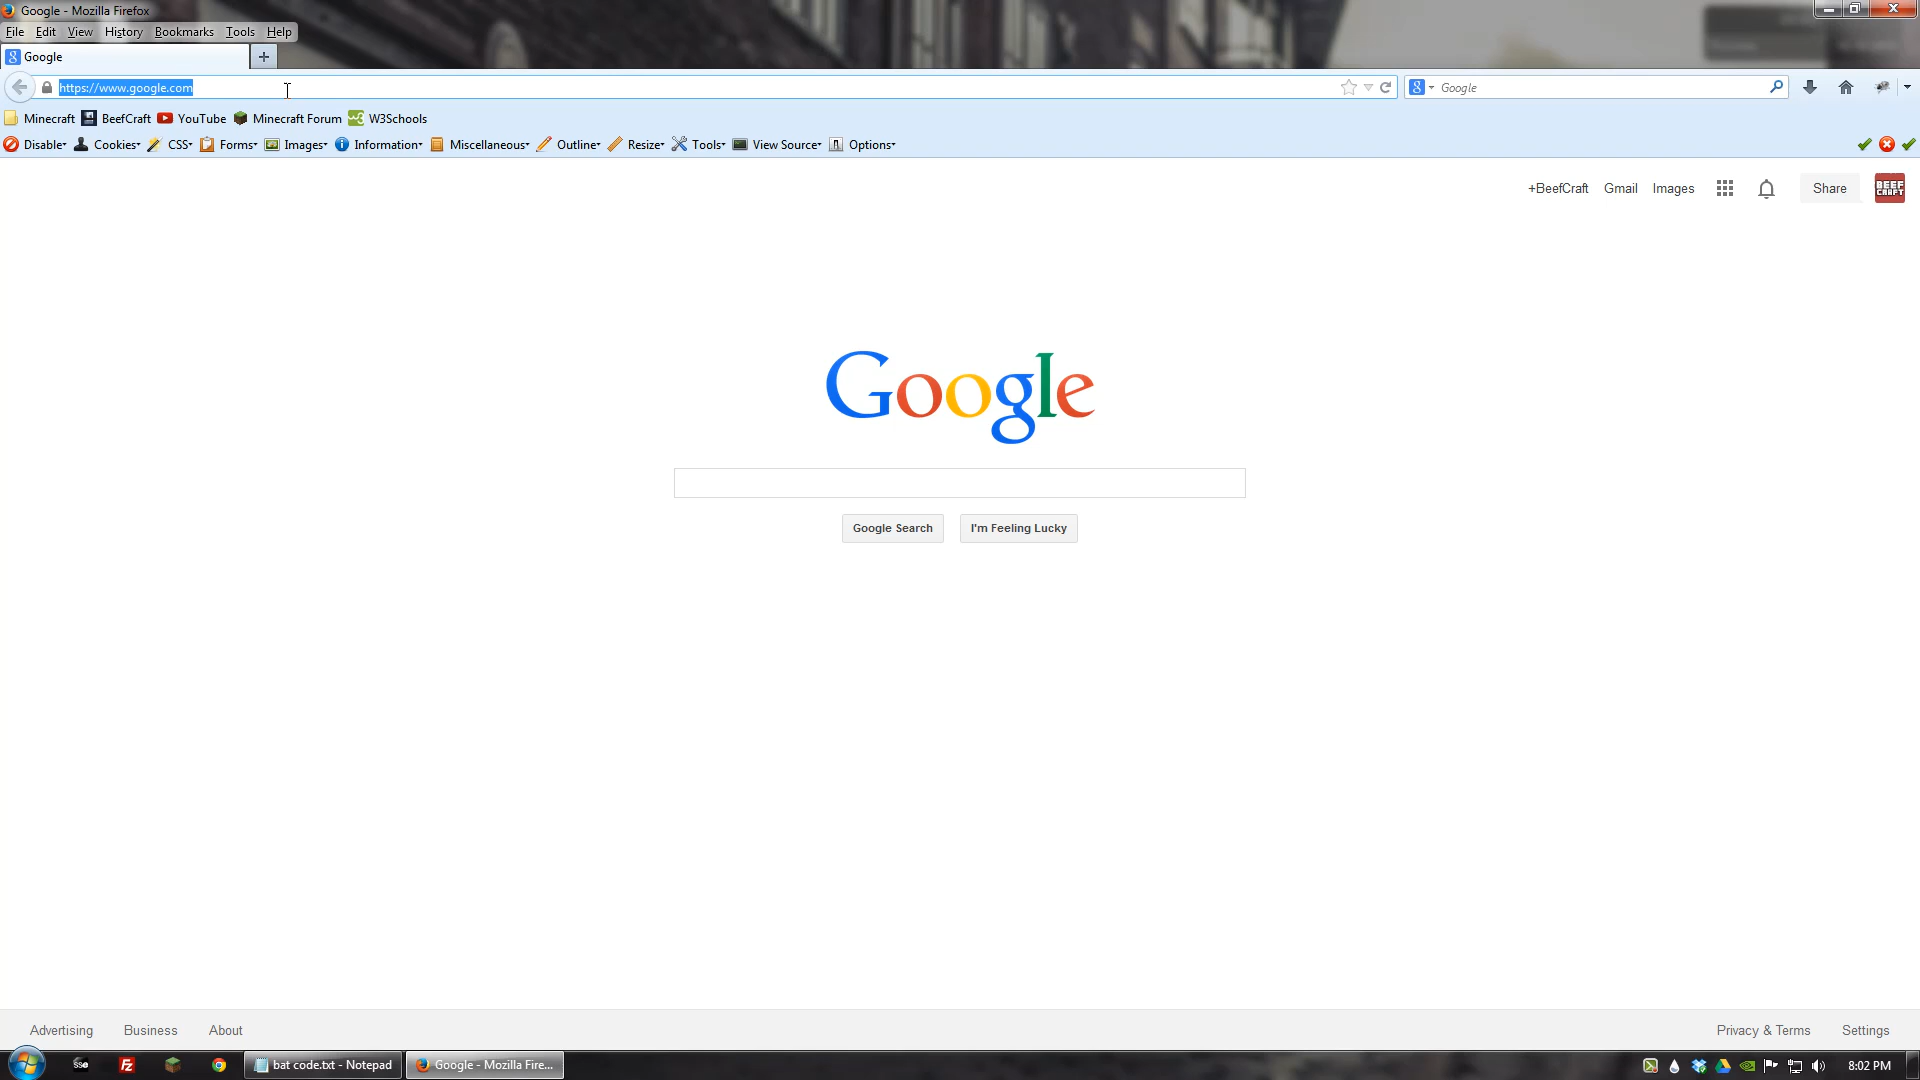 Google - Mozilla Firefox
File Edit View History Bookmarks Tools Help
Google
https://www.google.com Google
Minecraft BeefCraft YouTube Minecraft Forum W3Schools
Disable Cookies CSS Forms Images Information Miscellaneous Outline Resize Tools View Source Options
+BeefCraft Gmail Images Share BEEF CRAFT
Google
Google Search I'm Feeling Lucky
Advertising Business About Privacy & Terms Settings
SSE FZ bat code.txt - Notepad Google - Mozilla Fire... 8:02 PM